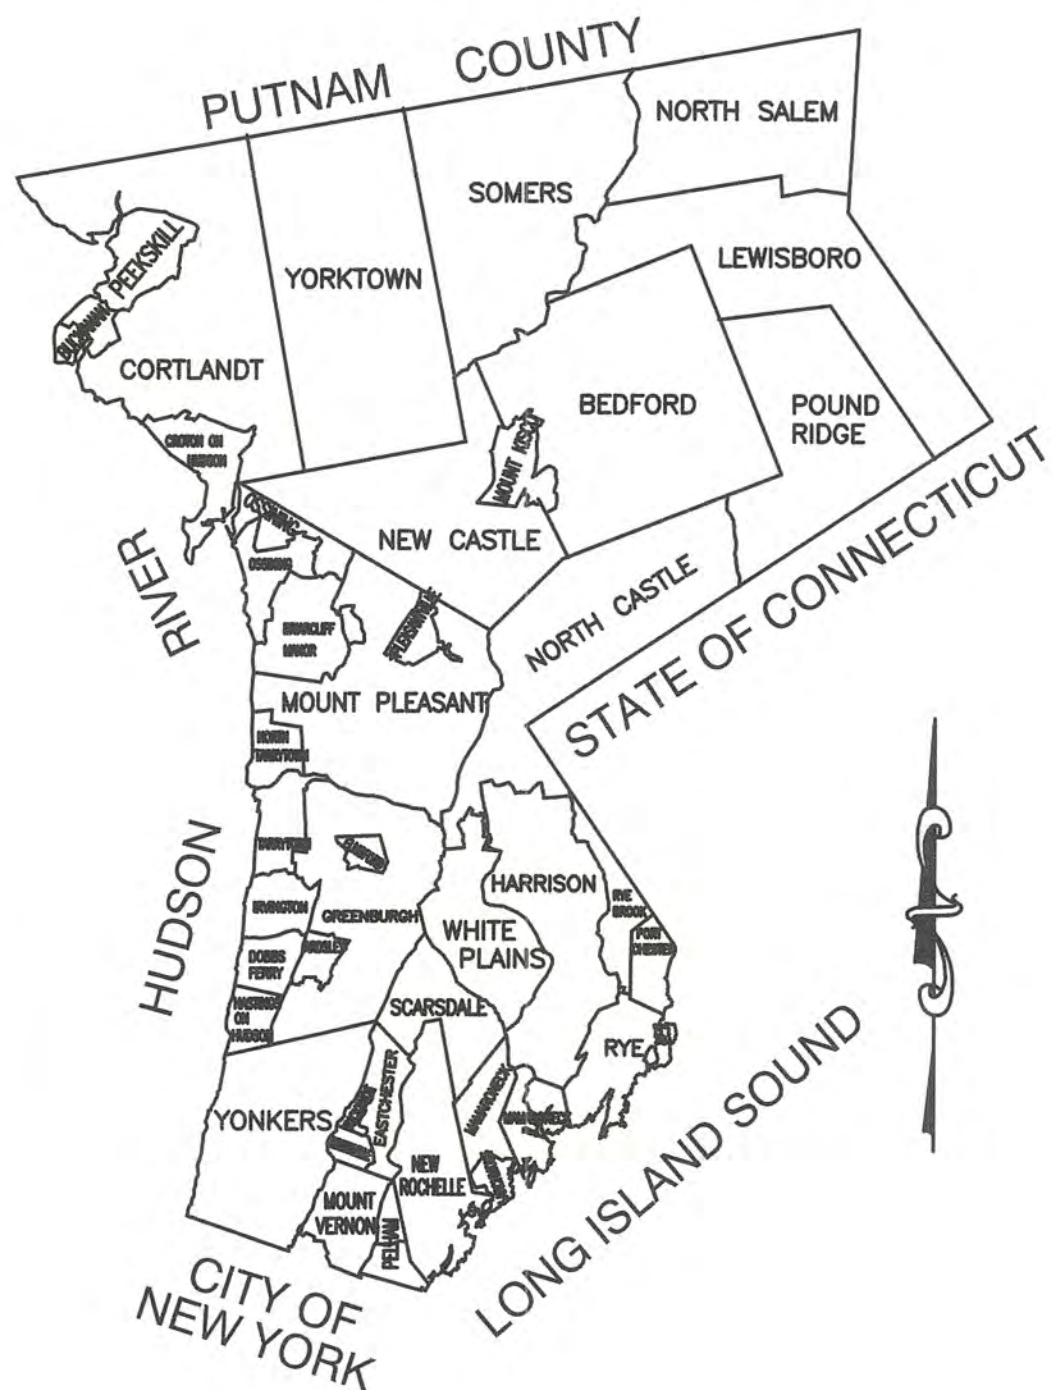 PUTNAM COUNTY
NORTH SALEM
SOMERS
PEEKSKILL
YORKTOWN
LEWISBORO
BUCHANAN
CORTLANDT
BEDFORD
POUND
RIDGE
CROTON ON
HUDSON
MOUNT KISCO
OSSINING
NEW CASTLE
OSSINING
RIVER
NORTH CASTLE
STATE OF CONNECTICUT
BRIARCLIFF
MANOR
PLEASANTVILLE
MOUNT PLEASANT
NORTH
TARRYTOWN
HUDSON
TARRYTOWN
ELMSFORD
HARRISON
RYE
BROOK
IRVINGTON
GREENBURGH
WHITE
PLAINS
PORT
CHESTER
ARDSLEY
DOBBS
FERRY
HASTINGS
ON
HUDSON
SCARSDALE
RYE
YONKERS
EASTCHESTER
MAMARONECK
MAMARONECK
NEW
ROCHELLE
MOUNT
VERNON
PELHAM
LONG ISLAND SOUND
CITY OF
NEW YORK